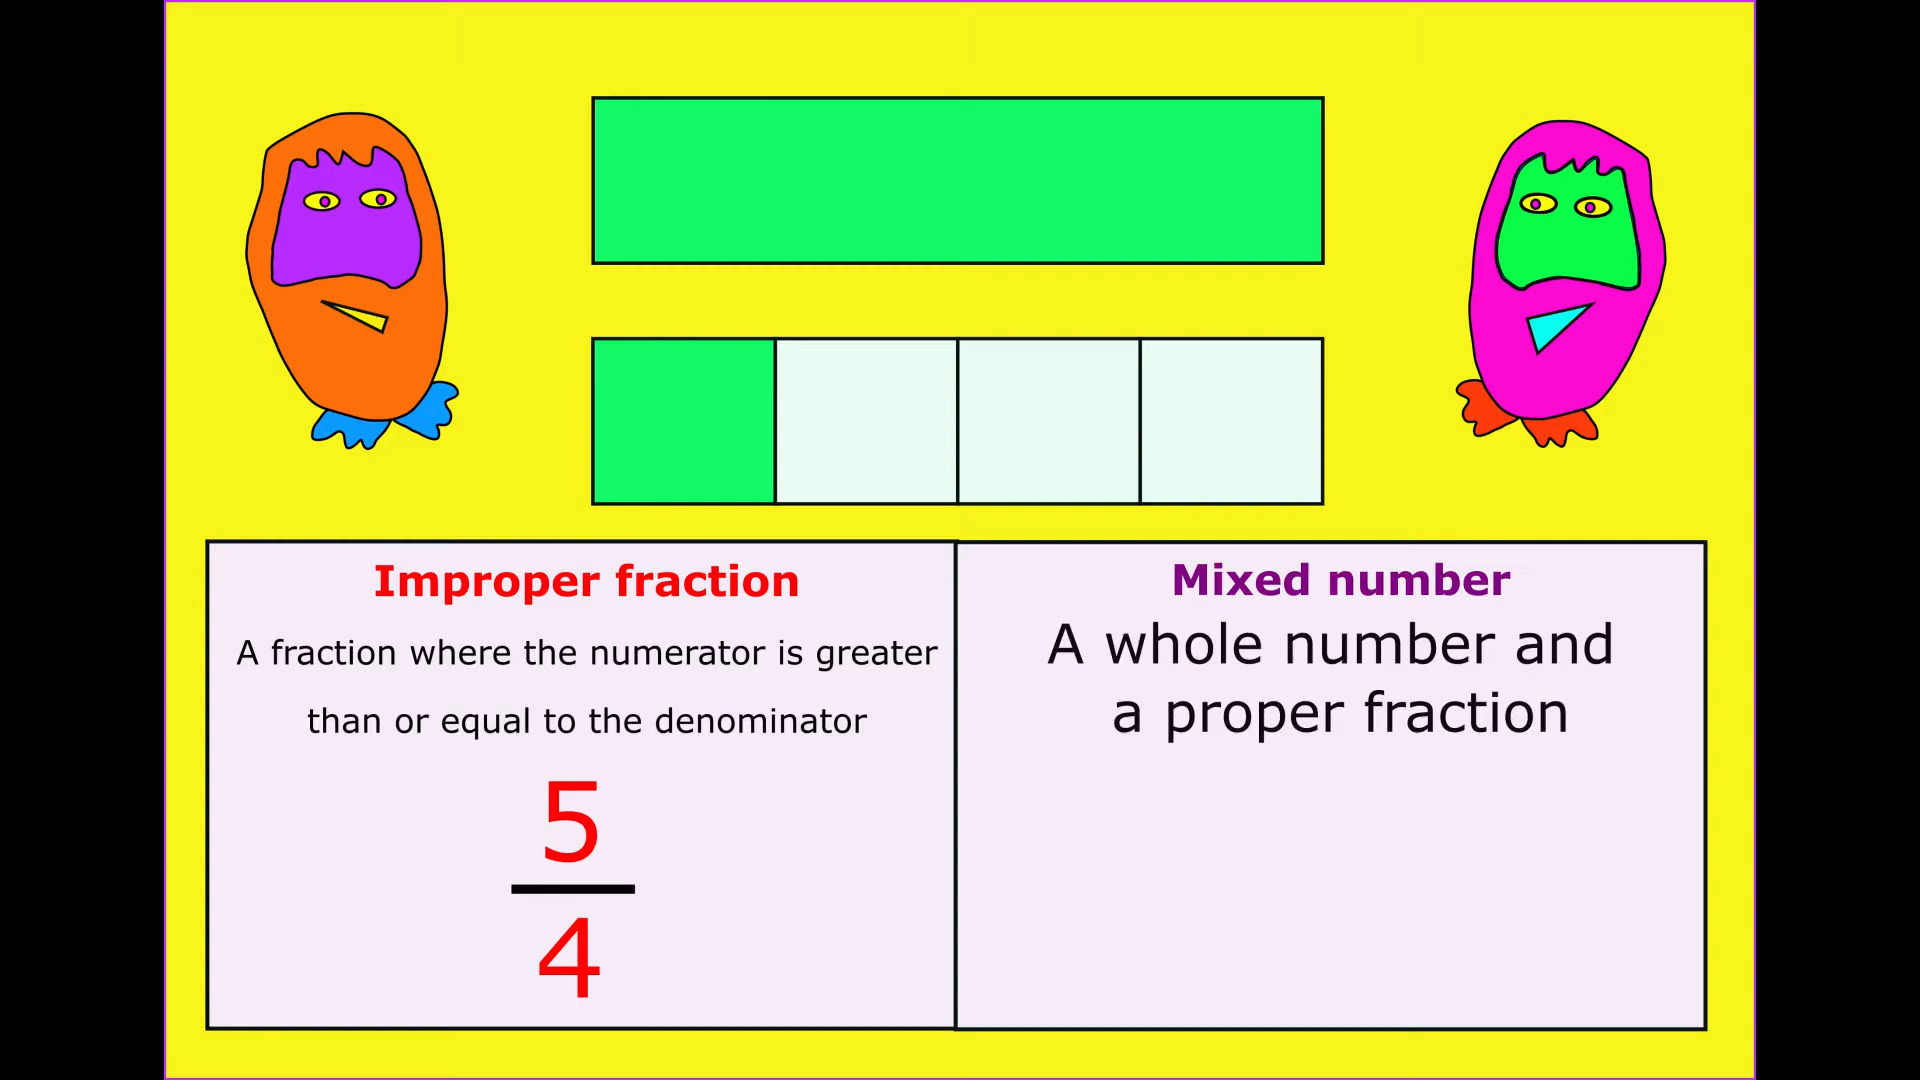 Improper fraction
A fraction where the numerator is greater
than or equal to the denominator
5
4
Mixed number
A whole number and
a proper fraction